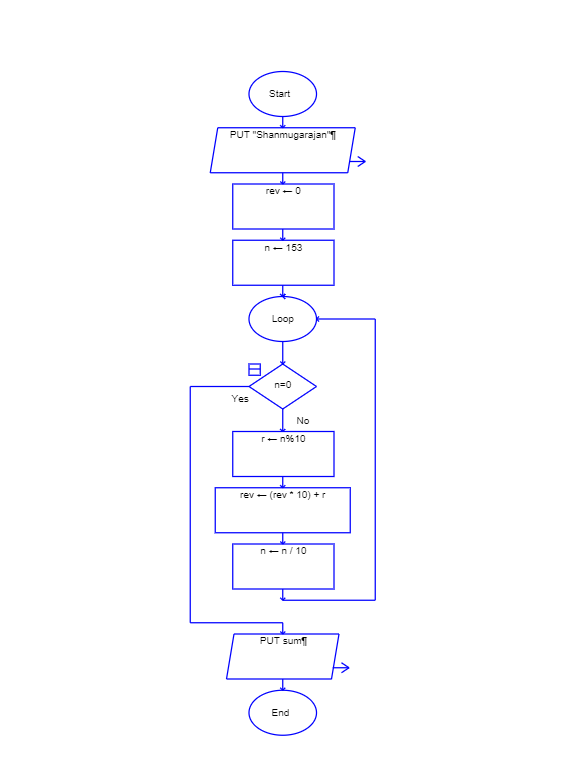 Start
PUT "Shanmugarajan"¶
rev ← 0
n ← 153
Loop
n=0
Yes
No
r ← n%10
rev ← (rev * 10) + r
n ← n / 10
PUT sum¶
End